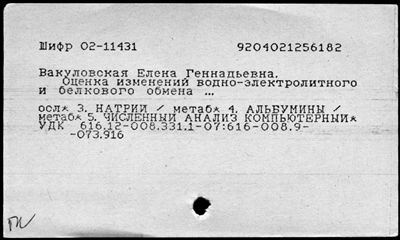 Шифр 02-11431 9204021256182
Вакуловская Елена Геннадьевна.
Оценка изменений водно-электролитного
и белкового обмена ...
осл* 3. НАТРИЙ / метаб* 4. АЛЬБУМИНЫ /
метаб* 5. ЧИСЛЕННЫЙ АНАЛИЗ КОМПЬЮТЕРНЫЙ*
УДК 616.12-008.331.1-07:616-008.9-
-073.916